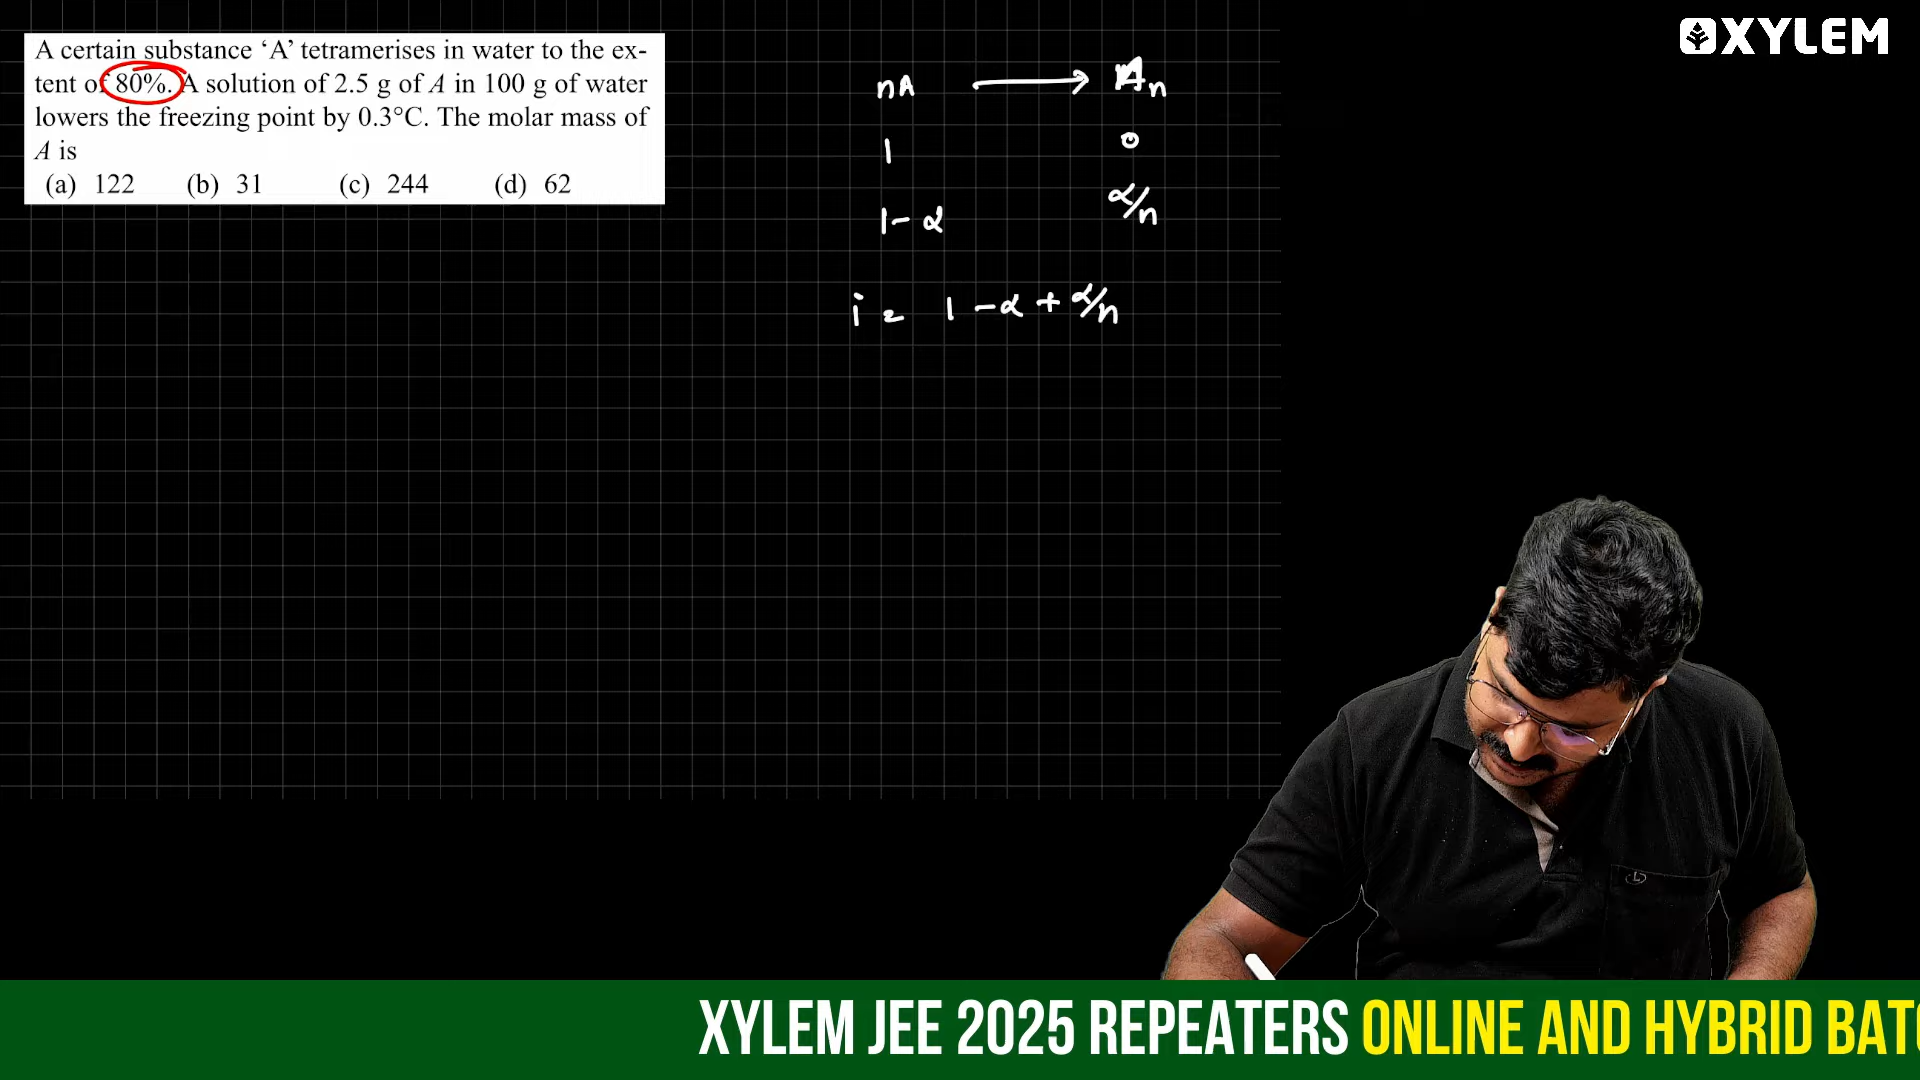 XYLEM
A certain substance ‘A’ tetramerises in water to the ex-
tent of 80%. A solution of 2.5 g of A in 100 g of water
lowers the freezing point by 0.3°C. The molar mass of
A is
(a) 122 (b) 31 (c) 244 (d) 62
nA ⟶ An
1 0
1 - α α/n
i = 1 - α + α/n
XYLEM JEE 2025 REPEATERS ONLINE AND HYBRID